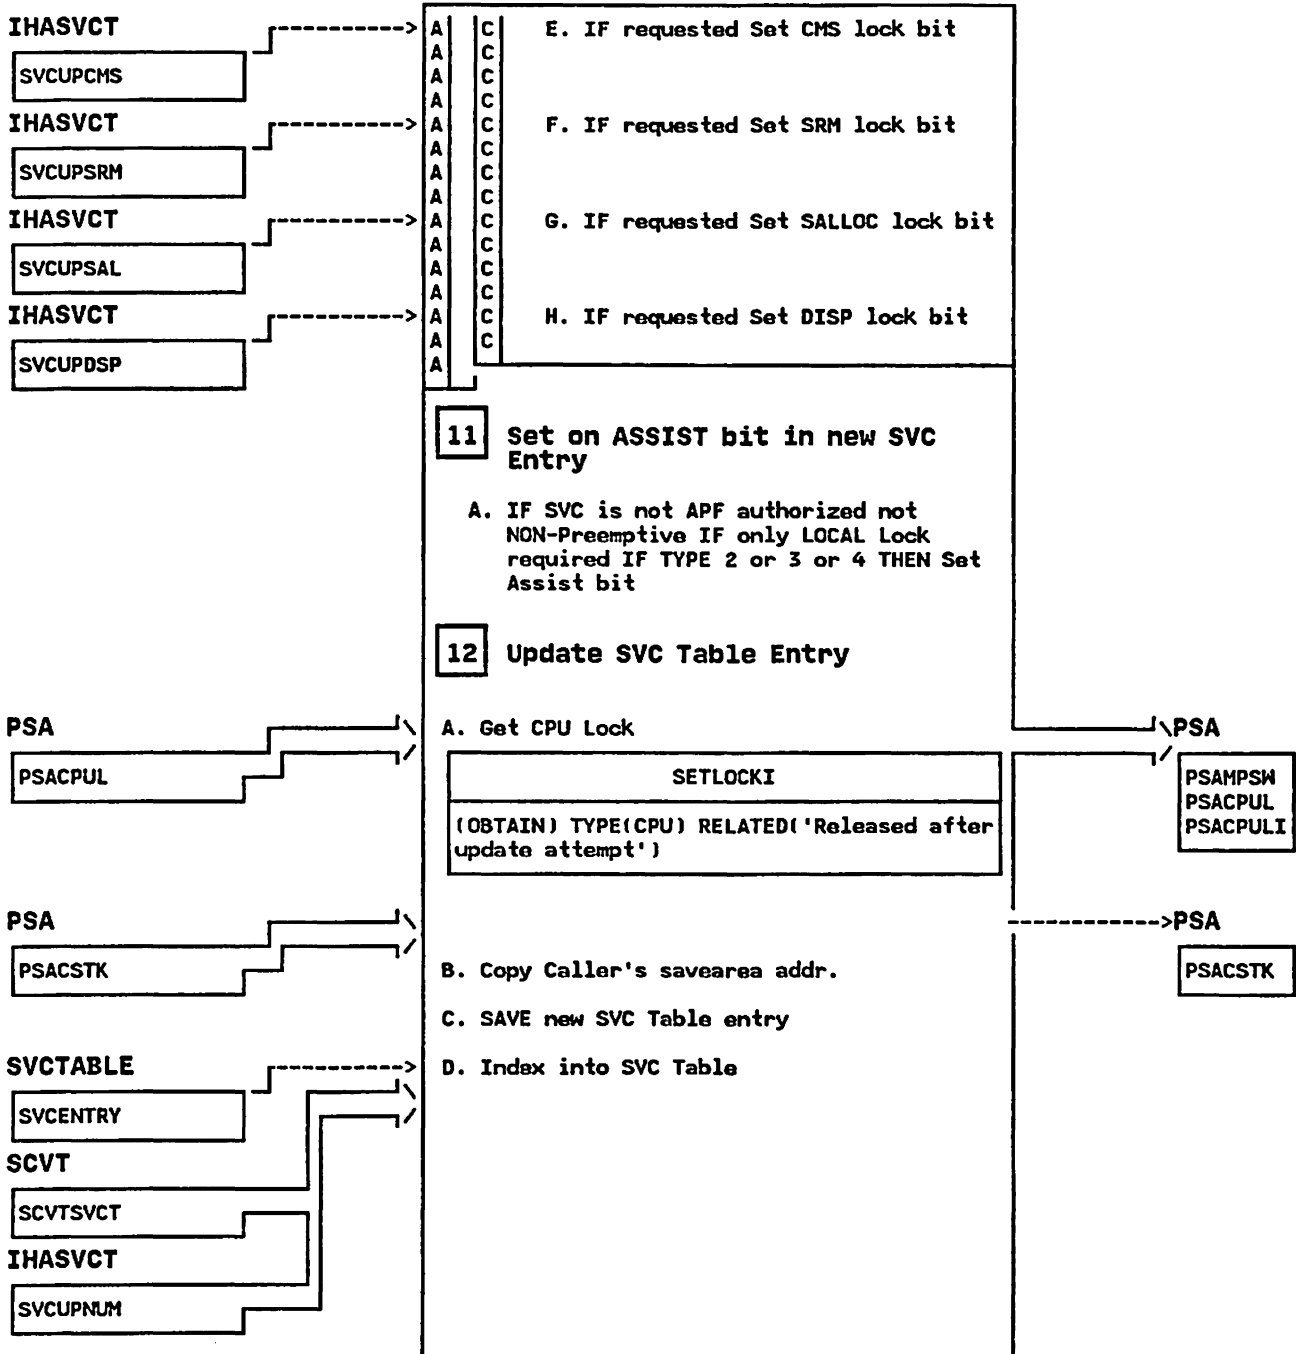 IHASVCT
SVCUPCMS
A C E. IF requested Set CMS lock bit
A C
A C
A C
IHASVCT
SVCUPSRM
A C F. IF requested Set SRM lock bit
A C
A C
A C
IHASVCT
SVCUPSAL
A C G. IF requested Set SALLOC lock bit
A C
A C
A C
IHASVCT
SVCUPDSP
A C H. IF requested Set DISP lock bit
A C
A
11 Set on ASSIST bit in new SVC
Entry
A. IF SVC is not APF authorized not
NON-Preemptive IF only LOCAL Lock
required IF TYPE 2 or 3 or 4 THEN Set
Assist bit
12 Update SVC Table Entry
PSA
PSACPUL
A. Get CPU Lock
SETLOCKI
(OBTAIN) TYPE(CPU) RELATED('Released after
update attempt')
PSA
PSAMPSW
PSACPUL
PSACPULI
PSA
PSACSTK
PSA
PSACSTK
B. Copy Caller's savearea addr.
C. SAVE new SVC Table entry
SVCTABLE
SVCENTRY
D. Index into SVC Table
SCVT
SCVTSVCT
IHASVCT
SVCUPNUM